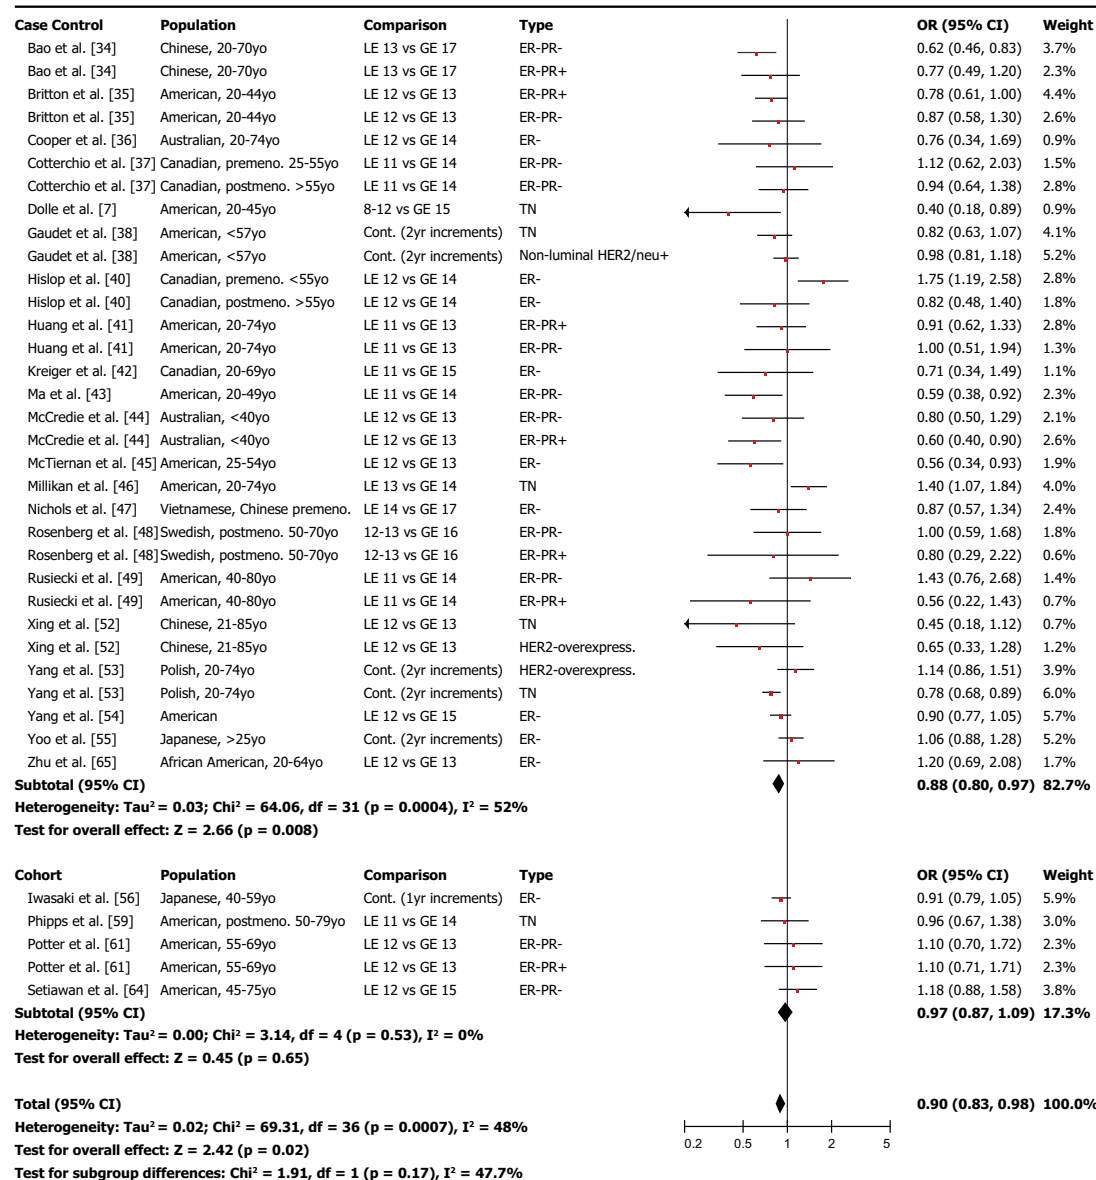 Case Control Population Comparison Type OR (95% CI) Weight
Bao et al. [34] Chinese, 20-70yo LE 13 vs GE 17 ER-PR- 0.62 (0.46, 0.83) 3.7%
Bao et al. [34] Chinese, 20-70yo LE 13 vs GE 17 ER-PR+ 0.77 (0.49, 1.20) 2.3%
Britton et al. [35] American, 20-44yo LE 12 vs GE 13 ER-PR+ 0.78 (0.61, 1.00) 4.4%
Britton et al. [35] American, 20-44yo LE 12 vs GE 13 ER-PR- 0.87 (0.58, 1.30) 2.6%
Cooper et al. [36] Australian, 20-74yo LE 12 vs GE 14 ER- 0.76 (0.34, 1.69) 0.9%
Cotterchio et al. [37] Canadian, premeno. 25-55yo LE 11 vs GE 14 ER-PR- 1.12 (0.62, 2.03) 1.5%
Cotterchio et al. [37] Canadian, postmeno. >55yo LE 11 vs GE 14 ER-PR- 0.94 (0.64, 1.38) 2.8%
Dolle et al. [7] American, 20-45yo 8-12 vs GE 15 TN 0.40 (0.18, 0.89) 0.9%
Gaudet et al. [38] American, <57yo Cont. (2yr increments) TN 0.82 (0.63, 1.07) 4.1%
Gaudet et al. [38] American, <57yo Cont. (2yr increments) Non-luminal HER2/neu+ 0.98 (0.81, 1.18) 5.2%
Hislop et al. [40] Canadian, premeno. <55yo LE 12 vs GE 14 ER- 1.75 (1.19, 2.58) 2.8%
Hislop et al. [40] Canadian, postmeno. >55yo LE 12 vs GE 14 ER- 0.82 (0.48, 1.40) 1.8%
Huang et al. [41] American, 20-74yo LE 11 vs GE 13 ER-PR+ 0.91 (0.62, 1.33) 2.8%
Huang et al. [41] American, 20-74yo LE 11 vs GE 13 ER-PR- 1.00 (0.51, 1.94) 1.3%
Kreiger et al. [42] Canadian, 20-69yo LE 11 vs GE 15 ER- 0.71 (0.34, 1.49) 1.1%
Ma et al. [43] American, 20-49yo LE 11 vs GE 14 ER-PR- 0.59 (0.38, 0.92) 2.3%
McCredie et al. [44] Australian, <40yo LE 12 vs GE 13 ER-PR- 0.80 (0.50, 1.29) 2.1%
McCredie et al. [44] Australian, <40yo LE 12 vs GE 13 ER-PR+ 0.60 (0.40, 0.90) 2.6%
McTiernan et al. [45] American, 25-54yo LE 12 vs GE 13 ER- 0.56 (0.34, 0.93) 1.9%
Millikan et al. [46] American, 20-74yo LE 13 vs GE 14 TN 1.40 (1.07, 1.84) 4.0%
Nichols et al. [47] Vietnamese, Chinese premeno. LE 14 vs GE 17 ER- 0.87 (0.57, 1.34) 2.4%
Rosenberg et al. [48] Swedish, postmeno. 50-70yo 12-13 vs GE 16 ER-PR- 1.00 (0.59, 1.68) 1.8%
Rosenberg et al. [48] Swedish, postmeno. 50-70yo 12-13 vs GE 16 ER-PR+ 0.80 (0.29, 2.22) 0.6%
Rusiecki et al. [49] American, 40-80yo LE 11 vs GE 14 ER-PR- 1.43 (0.76, 2.68) 1.4%
Rusiecki et al. [49] American, 40-80yo LE 11 vs GE 14 ER-PR+ 0.56 (0.22, 1.43) 0.7%
Xing et al. [52] Chinese, 21-85yo LE 12 vs GE 13 TN 0.45 (0.18, 1.12) 0.7%
Xing et al. [52] Chinese, 21-85yo LE 12 vs GE 13 HER2-overexpress. 0.65 (0.33, 1.28) 1.2%
Yang et al. [53] Polish, 20-74yo Cont. (2yr increments) HER2-overexpress. 1.14 (0.86, 1.51) 3.9%
Yang et al. [53] Polish, 20-74yo Cont. (2yr increments) TN 0.78 (0.68, 0.89) 6.0%
Yang et al. [54] American LE 12 vs GE 15 ER- 0.90 (0.77, 1.05) 5.7%
Yoo et al. [55] Japanese, >25yo Cont. (2yr increments) ER- 1.06 (0.88, 1.28) 5.2%
Zhu et al. [65] African American, 20-64yo LE 12 vs GE 13 ER- 1.20 (0.69, 2.08) 1.7%
Subtotal (95% CI) 0.88 (0.80, 0.97) 82.7%
Heterogeneity: Tau² = 0.03; Chi² = 64.06, df = 31 (p = 0.0004), I² = 52%
Test for overall effect: Z = 2.66 (p = 0.008)
Cohort Population Comparison Type OR (95% CI) Weight
Iwasaki et al. [56] Japanese, 40-59yo Cont. (1yr increments) ER- 0.91 (0.79, 1.05) 5.9%
Phipps et al. [59] American, postmeno. 50-79yo LE 11 vs GE 14 TN 0.96 (0.67, 1.38) 3.0%
Potter et al. [61] American, 55-69yo LE 12 vs GE 13 ER-PR- 1.10 (0.70, 1.72) 2.3%
Potter et al. [61] American, 55-69yo LE 12 vs GE 13 ER-PR+ 1.10 (0.71, 1.71) 2.3%
Setiawan et al. [64] American, 45-75yo LE 12 vs GE 15 ER-PR- 1.18 (0.88, 1.58) 3.8%
Subtotal (95% CI) 0.97 (0.87, 1.09) 17.3%
Heterogeneity: Tau² = 0.00; Chi² = 3.14, df = 4 (p = 0.53), I² = 0%
Test for overall effect: Z = 0.45 (p = 0.65)
Total (95% CI) 0.90 (0.83, 0.98) 100.0%
Heterogeneity: Tau² = 0.02; Chi² = 69.31, df = 36 (p = 0.0007), I² = 48%
0.2 0.5 1 2 5
Test for overall effect: Z = 2.42 (p = 0.02)
Test for subgroup differences: Chi² = 1.91, df = 1 (p = 0.17), I² = 47.7%